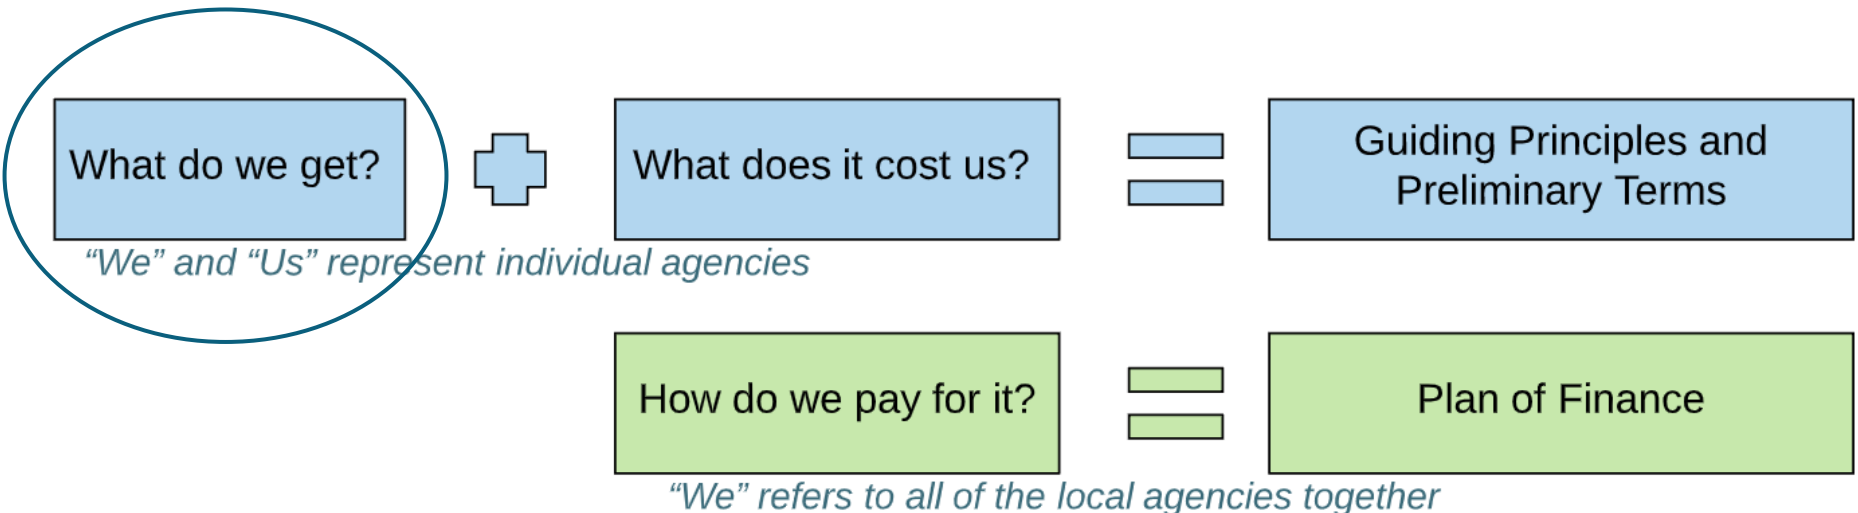 What do we get?
What does it cost us?
Guiding Principles and
Preliminary Terms
“We” and “Us” represent individual agencies
How do we pay for it?
Plan of Finance
“We” refers to all of the local agencies together